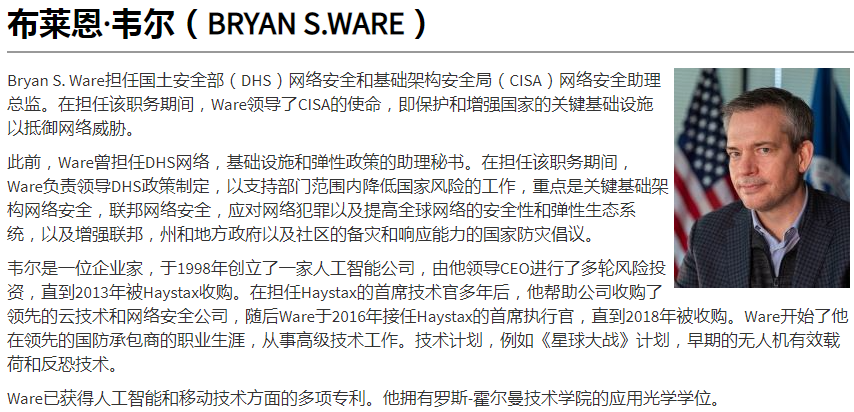 布莱恩·韦尔（BRYAN S.WARE）
Bryan S. Ware担任国土安全部（DHS）网络安全和基础架构安全局（CISA）网络安全助理
总监。在担任该职务期间，Ware领导了CISA的使命，即保护和增强国家的关键基础设施
以抵御网络威胁。
此前，Ware曾担任DHS网络，基础设施和弹性政策的助理秘书。在担任该职务期间，
Ware负责领导DHS政策制定，以支持部门范围内降低国家风险的工作，重点是关键基础架
构网络安全，联邦网络安全，应对网络犯罪以及提高全球网络的安全性和弹性生态系
统，以及增强联邦，州和地方政府以及社区的备灾和响应能力的国家防灾倡议。
韦尔是一位企业家，于1998年创立了一家人工智能公司，由他领导CEO进行了多轮风险投
资，直到2013年被Haystax收购。在担任Haystax的首席技术官多年后，他帮助公司收购了
领先的云技术和网络安全公司，随后Ware于2016年接任Haystax的首席执行官，直到2018年被收购。Ware开始了他
在领先的国防承包商的职业生涯，从事高级技术工作。技术计划，例如《星球大战》计划，早期的无人机有效载
荷和反恐技术。
Ware已获得人工智能和移动技术方面的多项专利。他拥有罗斯-霍尔曼技术学院的应用光学学位。